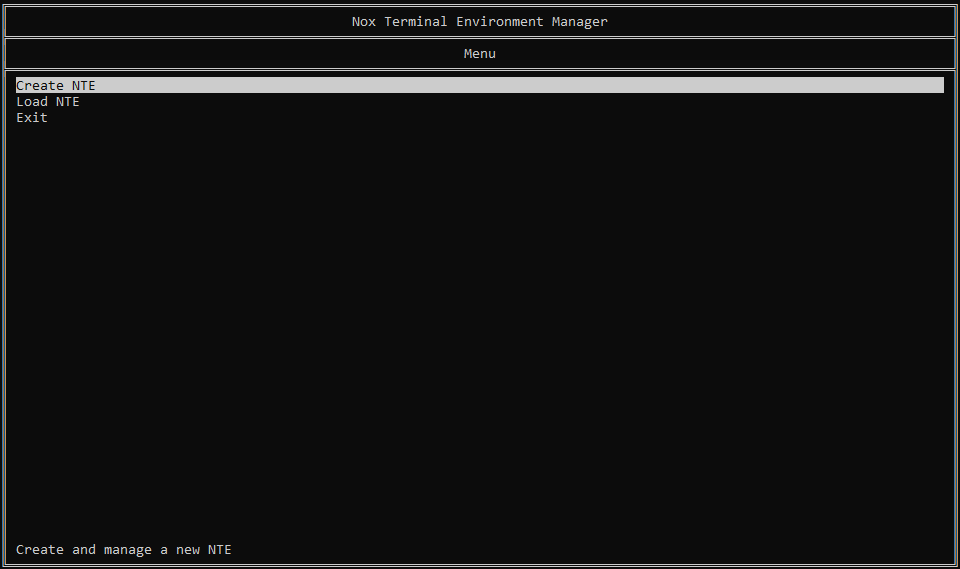 Nox Terminal Environment Manager
Menu
Create NTE
Load NTE
Exit
Create and manage a new NTE